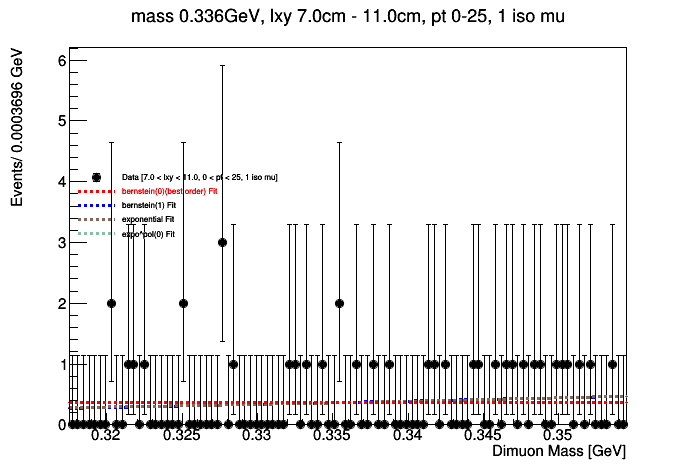 mass 0.336GeV, lxy 7.0cm - 11.0cm, pt 0-25, 1 iso mu
Events/ 0.0003696 GeV
6
5
4
3
2
1
0
Data [7.0 < lxy < 11.0, 0 < pt < 25, 1 iso mu]
bernstein(0)(best order) Fit
bernstein(1) Fit
exponential Fit
expo*pol(0) Fit
0.32 0.325 0.33 0.335 0.34 0.345 0.35
Dimuon Mass [GeV]